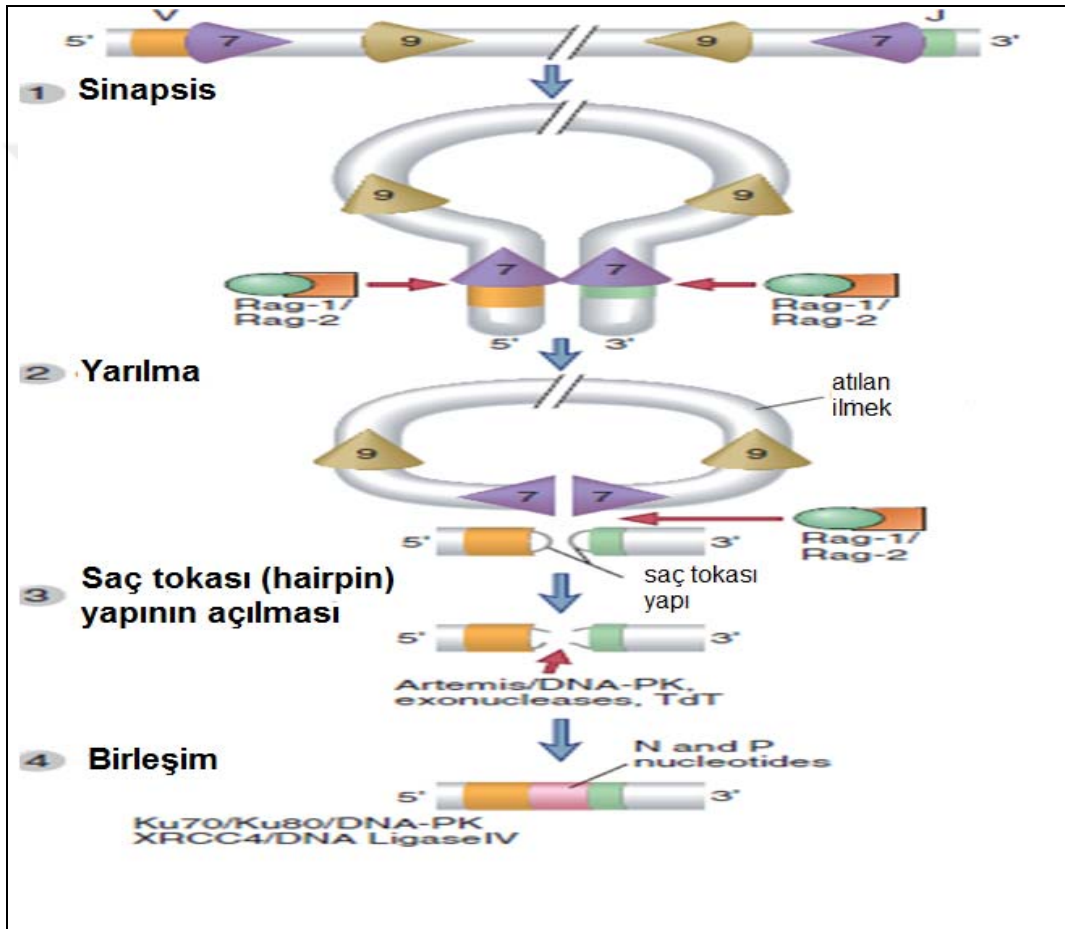 V J
5' 7 9 9 7 3'
1 Sinapsis
9 9
7 7
Rag-1/
Rag-2
Rag-1/
Rag-2
5' 3'
2 Yarılma
atılan
ilmek
9 9
7 7
5' 3'
Rag-1/
Rag-2
saç tokası
yapı
3 Saç tokası (hairpin)
yapının açılmasi
5' 3'
Artemis/DNA-PK,
exonucleases, TdT
4 Birleşim
N and P
nucleotides
5' 3'
Ku70/Ku80/DNA-PK
XRCC4/DNA LigaseIV